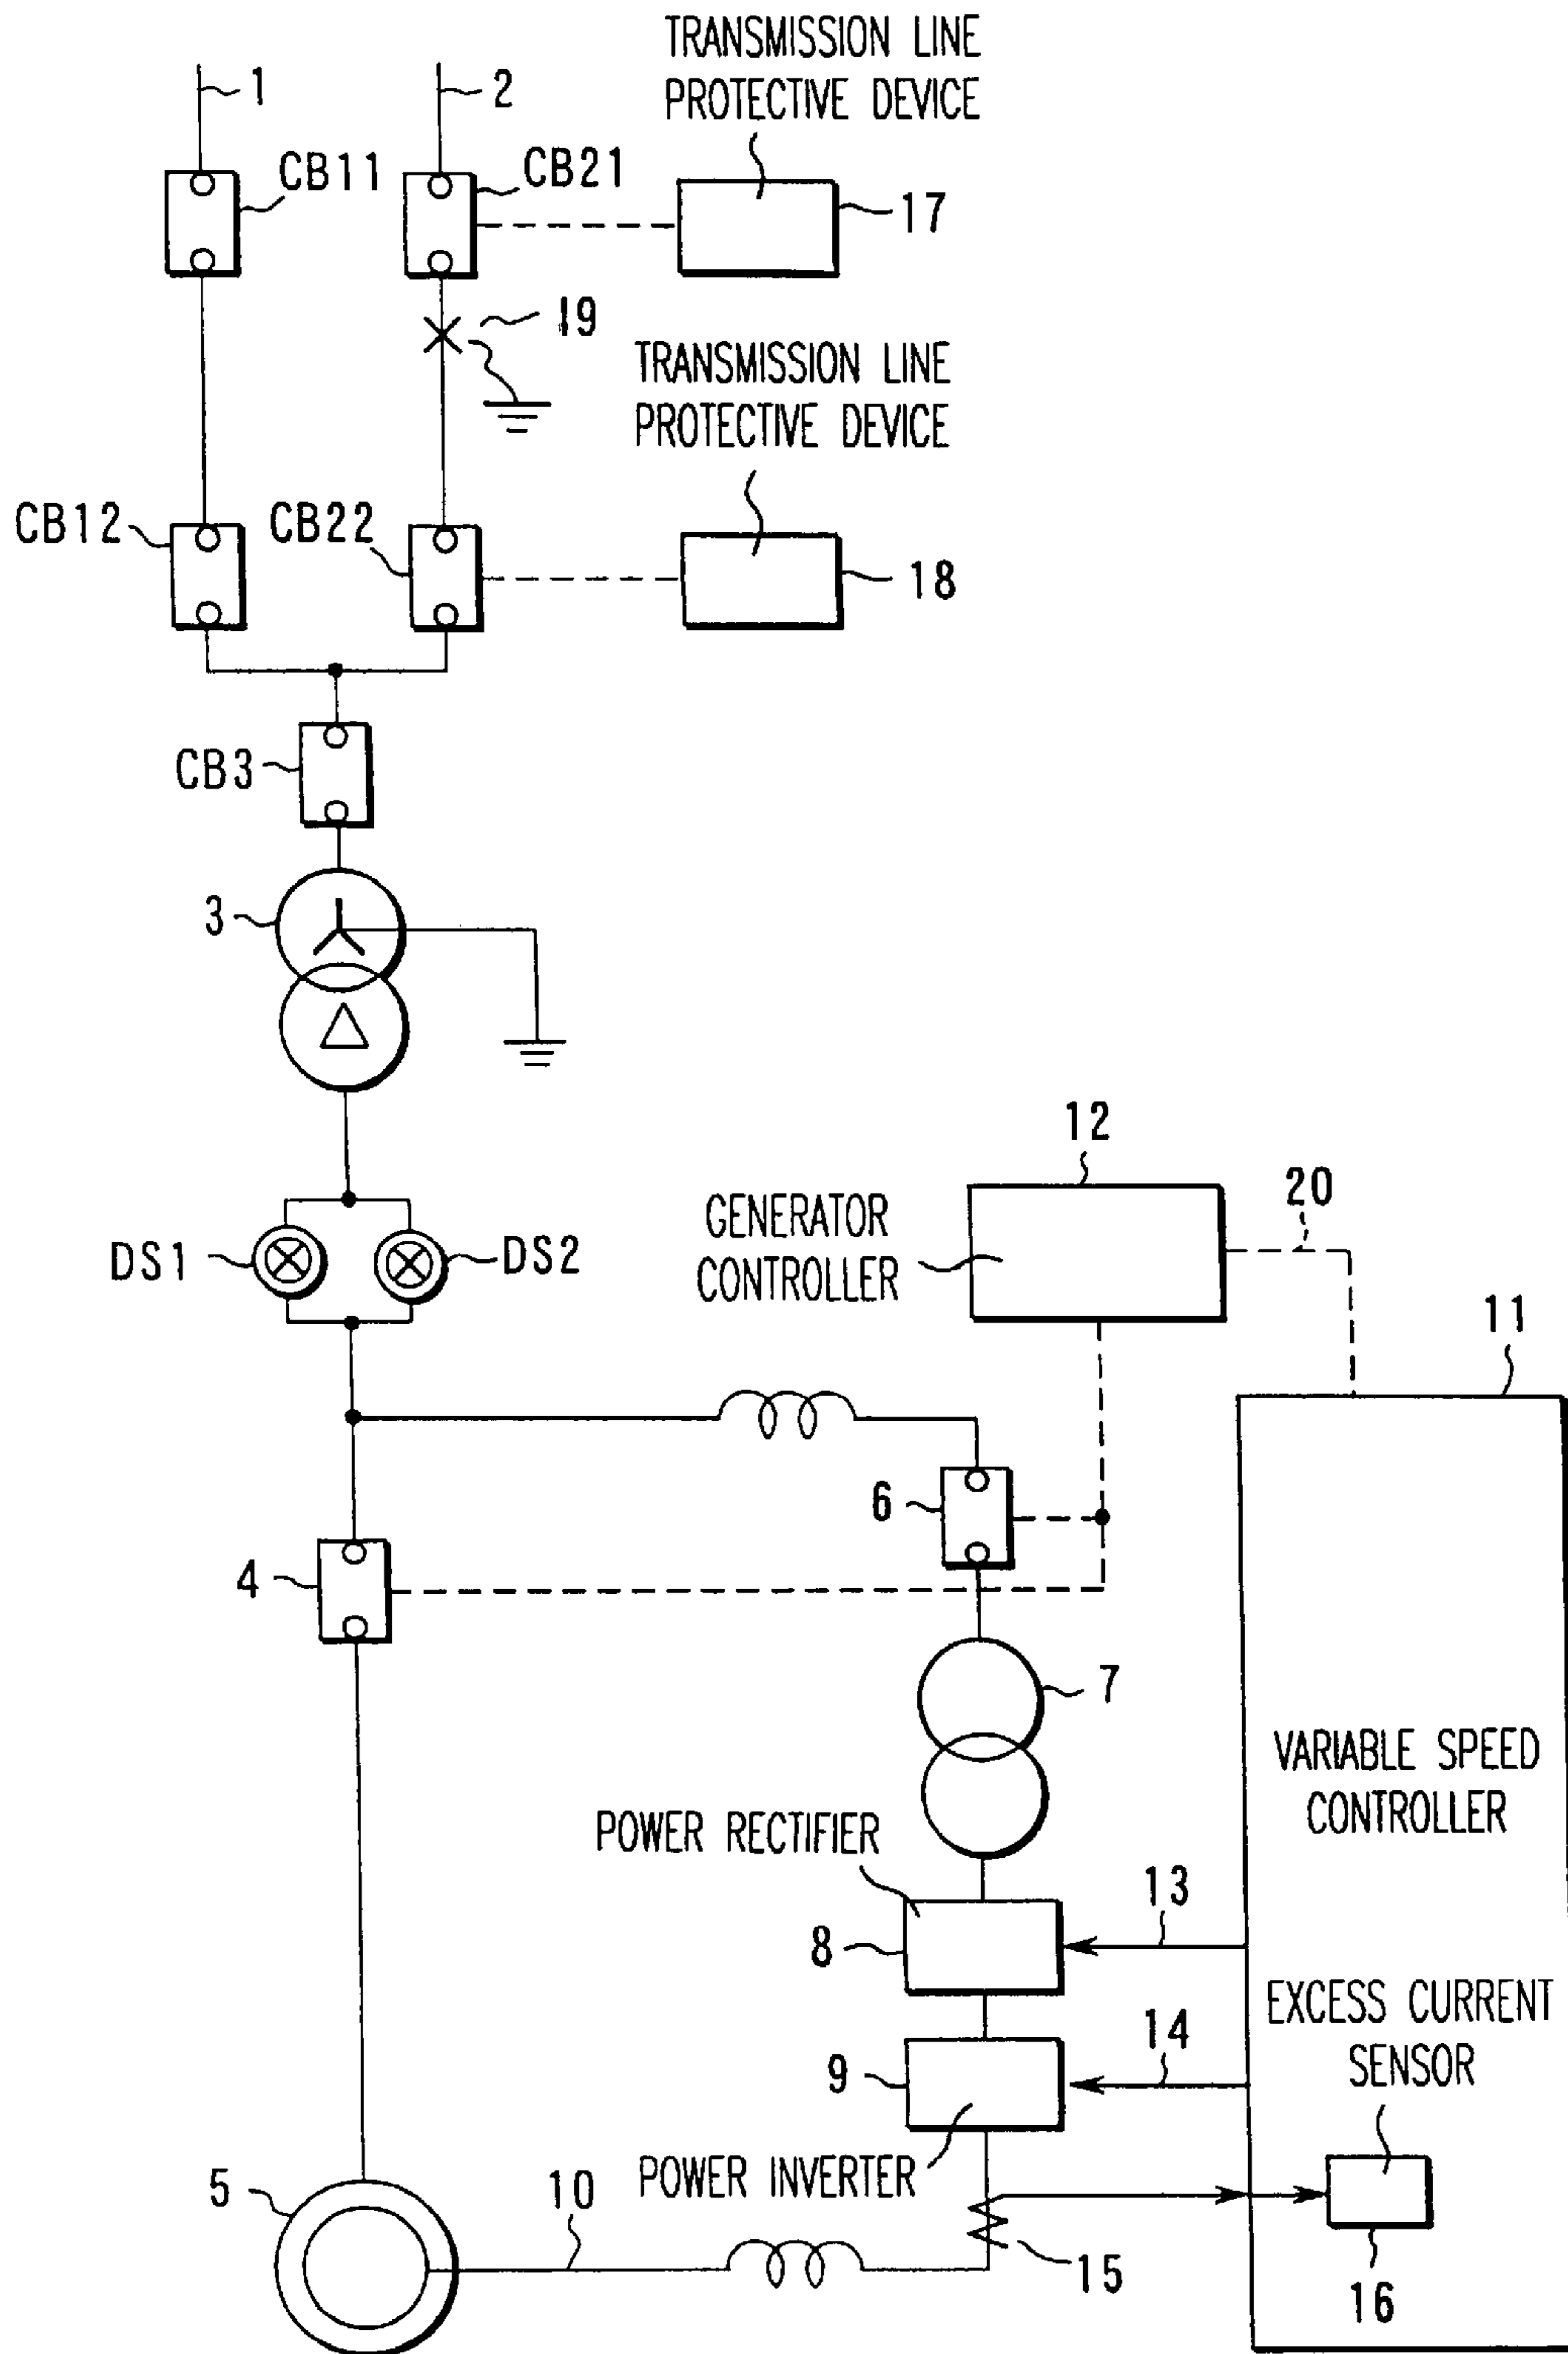 TRANSMISSION LINE
PROTECTIVE DEVICE
1
2
CB11
CB21
17
19
TRANSMISSION LINE
PROTECTIVE DEVICE
CB12
CB22
18
CB3
3
12
20
GENERATOR
CONTROLLER
DS1
DS2
11
6
4
7
VARIABLE SPEED
CONTROLLER
POWER RECTIFIER
13
8
EXCESS CURRENT
SENSOR
14
9
POWER INVERTER
5
10
15
16